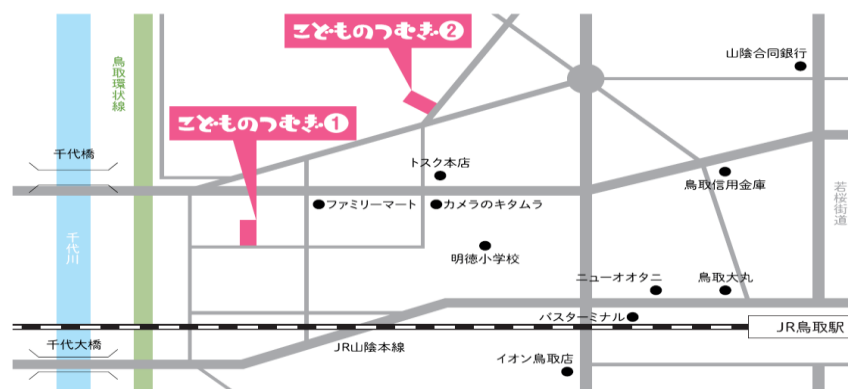 こどものつむぎ②
山陰合同銀行
鳥取環状線
こどものつむぎ①
千代橋
トスク本店
鳥取信用金庫
ファミリーマート
カメラのキタムラ
若桜街道
千代川
明徳小学校
ニューオオタニ
鳥取大丸
バスターミナル
JR鳥取駅
千代大橋
JR山陰本線
イオン鳥取店